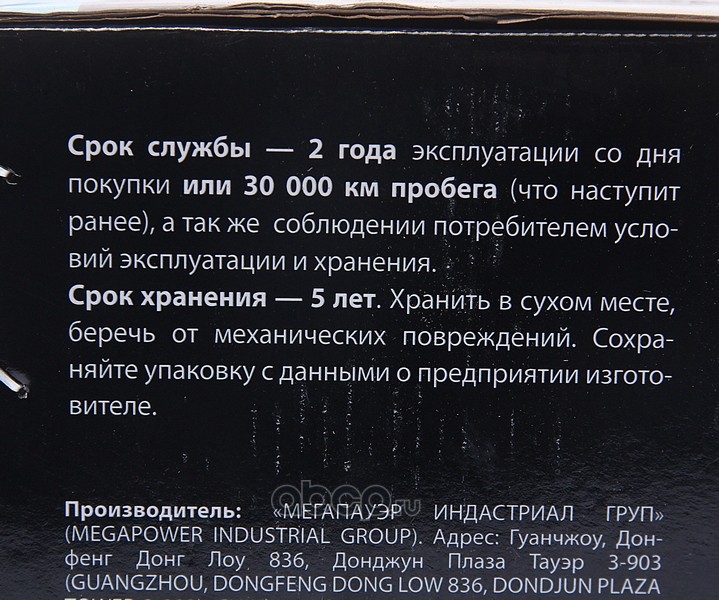 Срок службы — 2 года эксплуатации со дня
покупки или 30 000 км пробега (что наступит
ранее), а так же соблюдении потребителем усло-
вий эксплуатации и хранения.
Срок хранения — 5 лет. Хранить в сухом месте,
беречь от механических повреждений. Сохра-
няйте упаковку с данными о предприятии изгото-
вителе.
Производитель: «МЕГАПАУЭР ИНДАСТРИАЛ ГРУП»
(MEGAPOWER INDUSTRIAL GROUP). Адрес: Гуанчжоу, Дон-
фенг Донг Лоу 836, Донджун Плаза Тауэр 3-903
(GUANGZHOU, DONGFENG DONG LOW 836, DONDJUN PLAZA